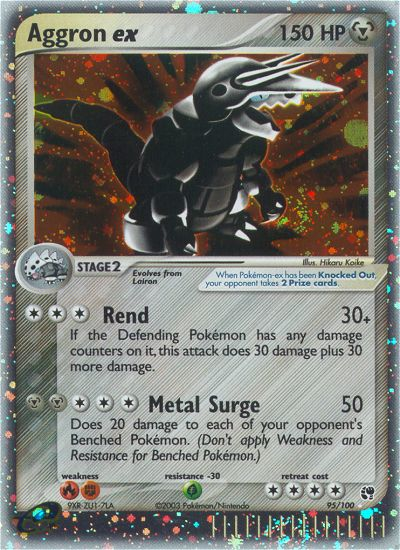 Aggron ex 150 HP
Illus. Hikaru Koike
STAGE 2
Evolves from
Lairon
When Pokémon-ex has been Knocked Out,
your opponent takes 2 Prize cards.
Rend 30+
If the Defending Pokémon has any damage
counters on it, this attack does 30 damage plus 30
more damage.
Metal Surge 50
Does 20 damage to each of your opponent's
Benched Pokémon. (Don't apply Weakness and
Resistance for Benched Pokémon.)
weakness resistance -30 retreat cost
9XR-ZU1-7LA ©2003 Pokémon/Nintendo 95/100